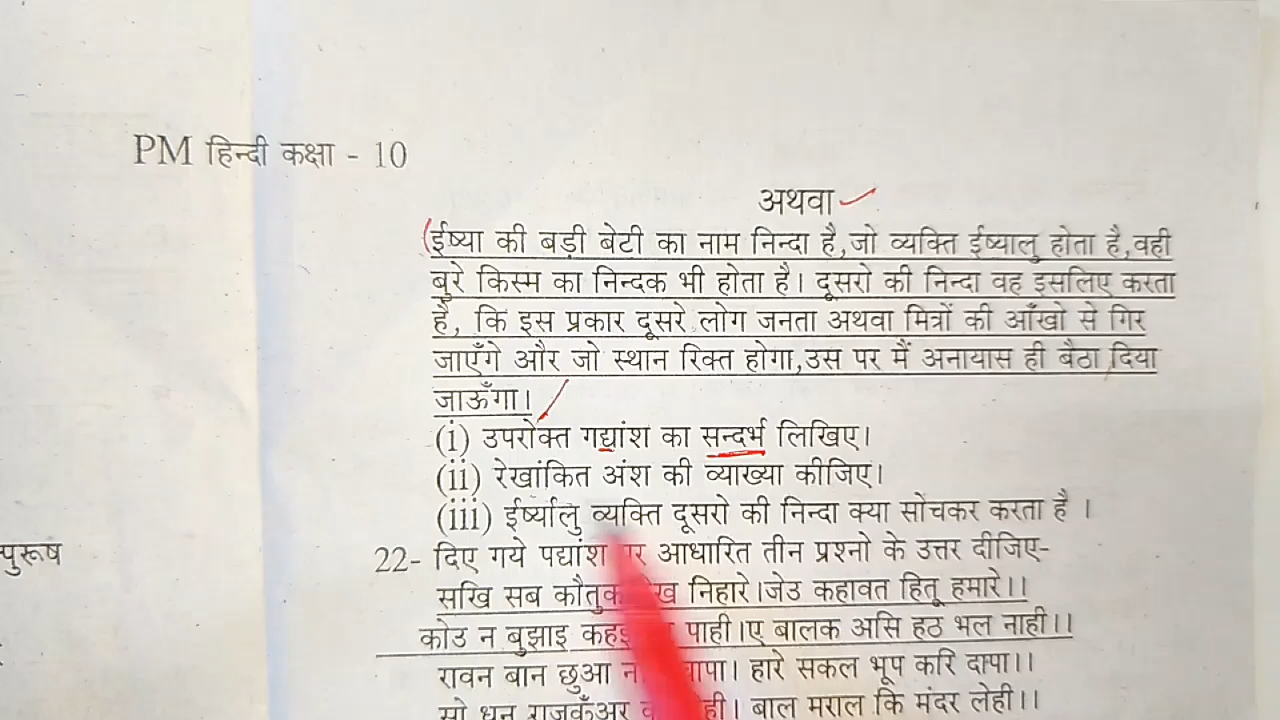 PM हिन्दी कक्षा - 10
अथवा
ईष्या की बड़ी बेटी का नाम निन्दा है,जो व्यक्ति ईष्यालु होता है,वही
बुरे किस्म का निन्दक भी होता है। दूसरो की निन्दा वह इसलिए करता
है, कि इस प्रकार दूसरे लोग जनता अथवा मित्रों की आँखो से गिर
जाएँगे और जो स्थान रिक्त होगा,उस पर मैं अनायास ही बैठा दिया
जाऊँगा।
(i) उपरोक्त गद्यांश का सन्दर्भ लिखिए।
(ii) रेखांकित अंश की व्याख्या कीजिए।
(iii) ईर्ष्यालु व्यक्ति दूसरो की निन्दा क्या सोचकर करता है ।
पुरूष
22- दिए गये पद्यांश पर आधारित तीन प्रश्नो के उत्तर दीजिए-
सखि सब कौतुक निहारे।जेउ कहावत हितू हमारे।।
कोउ न बुझाइ पाही।ए बालक असि हठ भल नाही।।
रावन बान छुआ हारे सकल भूप करि दापा।।
सो धनु राजकुँअर बाल मराल कि मंदर लेही।।